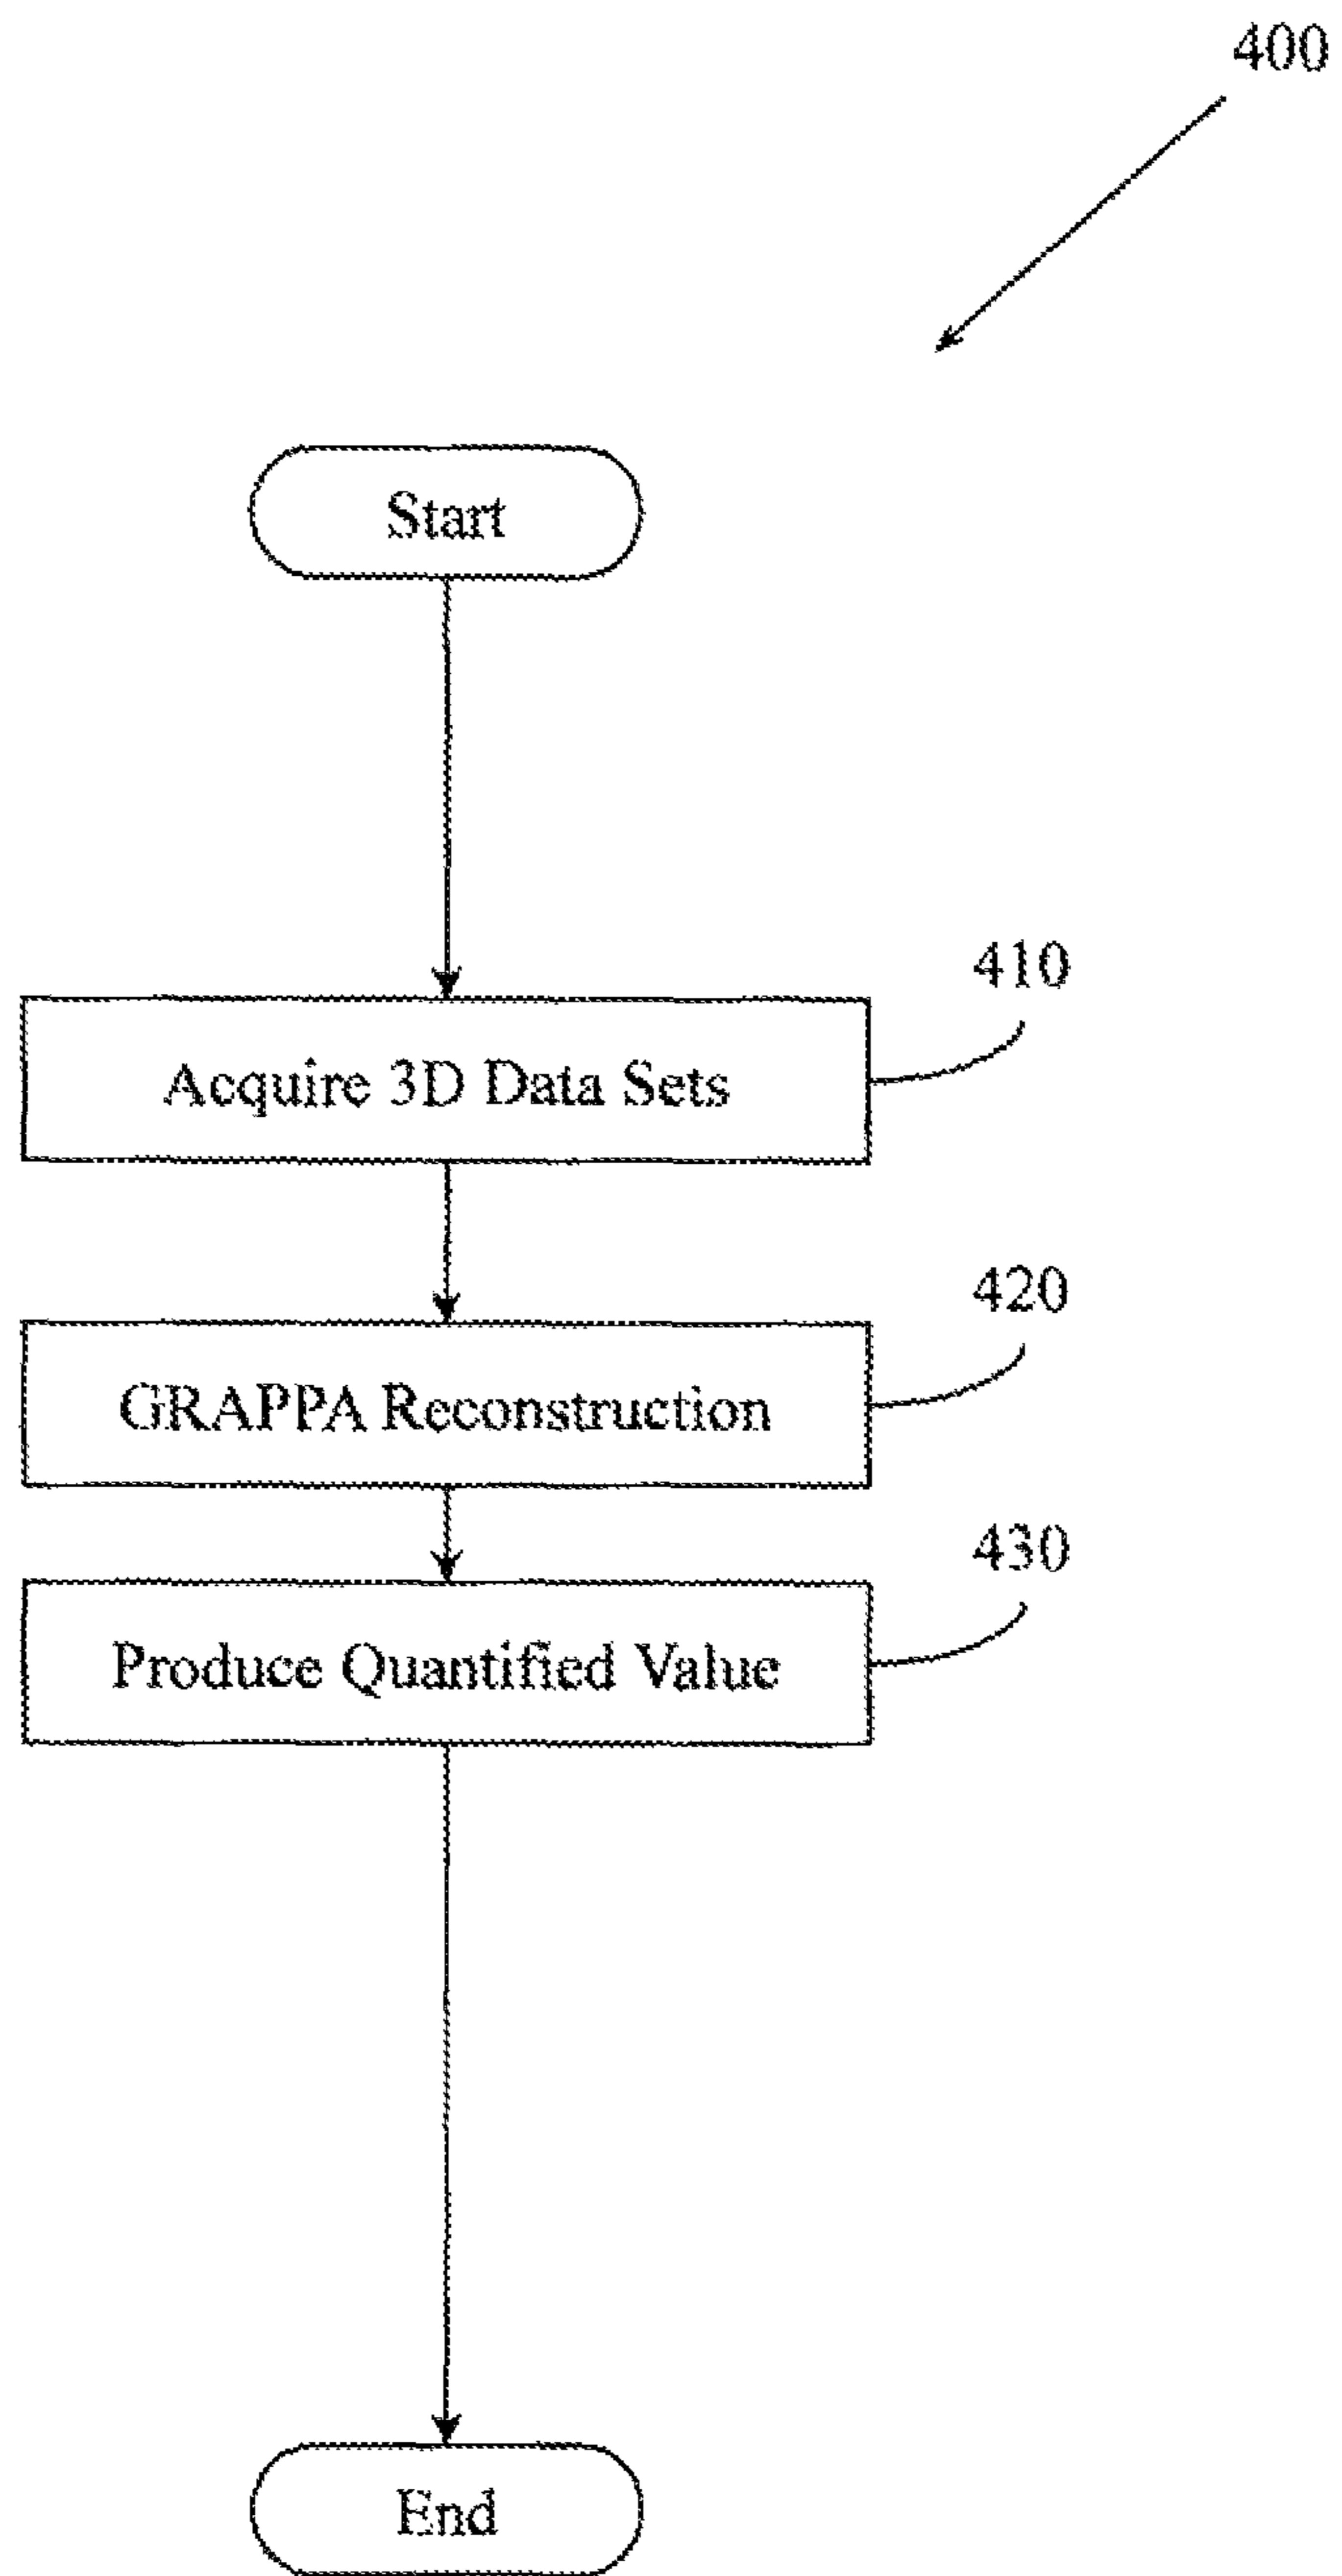 400
Start
410
Acquire 3D Data Sets
420
GRAPPA Reconstruction
430
Produce Quantified Value
End